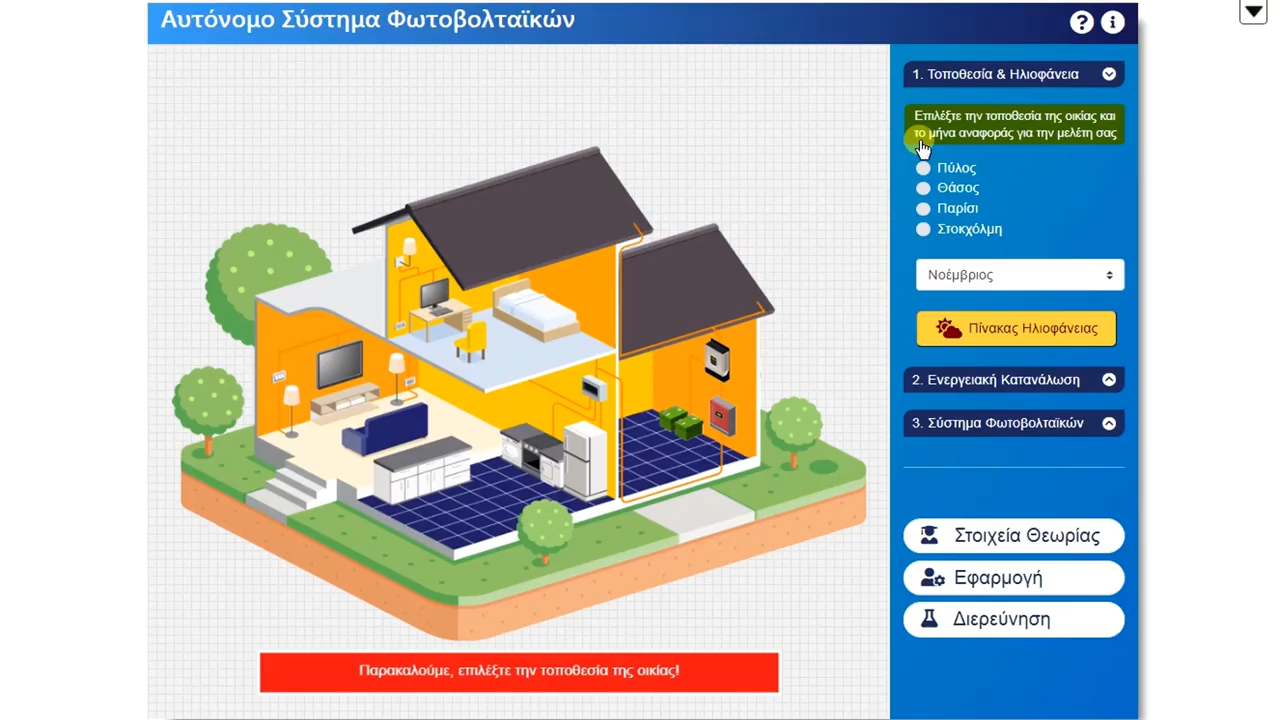 Αυτόνομο Σύστημα Φωτοβολταϊκών
1. Τοποθεσία & Ηλιοφάνεια
Επιλέξτε την τοποθεσία της οικίας και
το μήνα αναφοράς για την μελέτη σας
Πύλος
Θάσος
Παρίσι
Στοκχόλμη
Νοέμβριος
Πίνακας Ηλιοφάνειας
2. Ενεργειακή Κατανάλωση
3. Σύστημα Φωτοβολταϊκών
Στοιχεία Θεωρίας
Εφαρμογή
Διερεύνηση
Παρακαλούμε, επιλέξτε την τοποθεσία της οικίας!